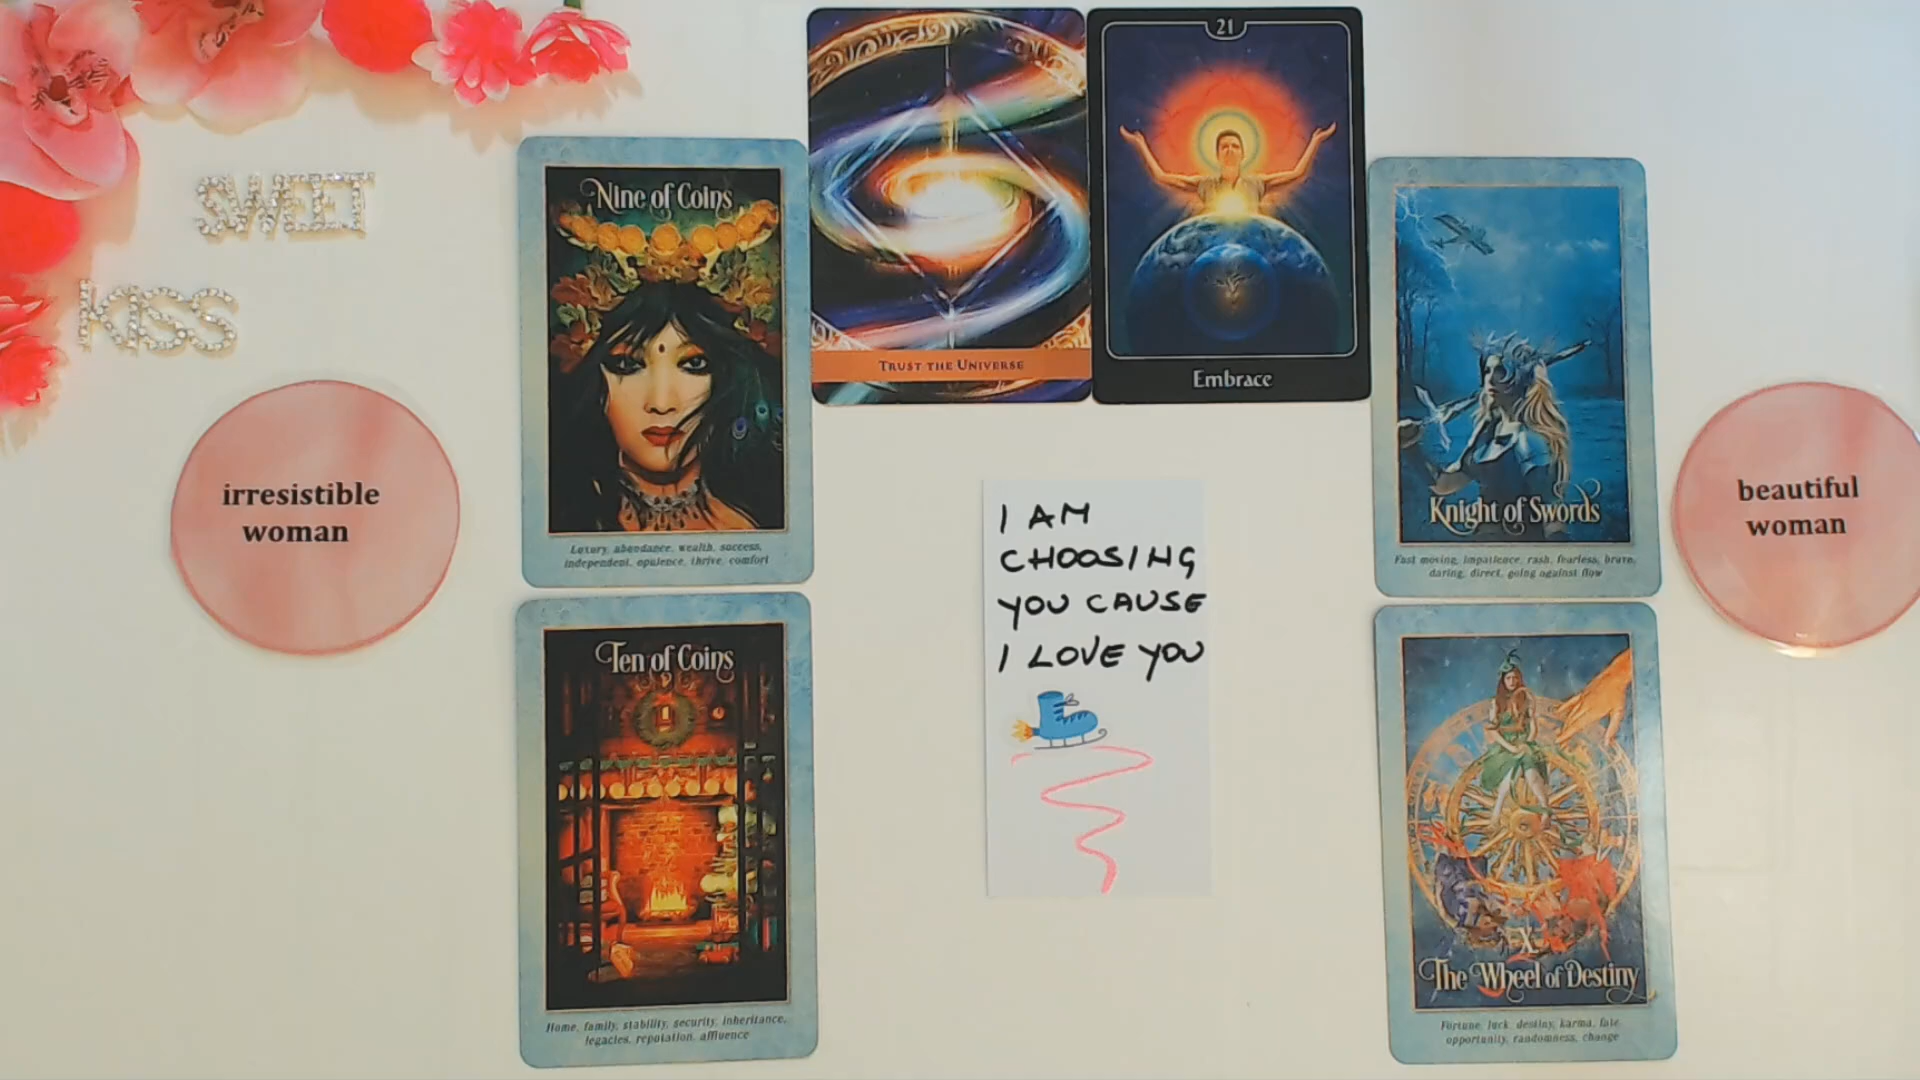 SWEET
KISS
irresistible
woman
Nine of Coins
Luxury, abundance, wealth, success,
independent, opulence, thrive, comfort
Ten of Coins
Home, family, stability, security, inheritance,
legacies, reputation, affluence
TRUST THE UNIVERSE
21
Embrace
I AM
CHOOSING
YOU CAUSE
I LOVE YOU
Knight of Swords
Fast moving, impatience, rash, fearless, brave,
daring, direct, going against flow
X
The Wheel of Destiny
Fortune, luck, destiny, karma, fate
opportunity, randomness, change
beautiful
woman